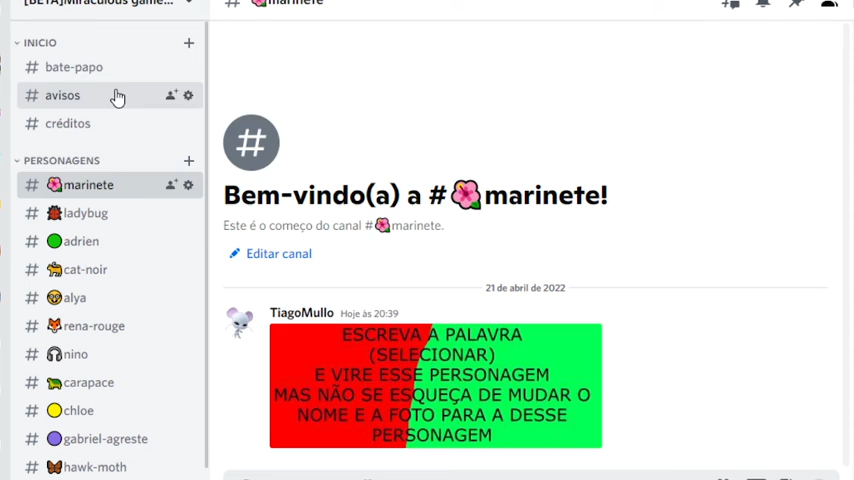 [BETA]Miraculous game...
INICIO
bate-papo
avisos
créditos
PERSONAGENS
marinete
ladybug
adrien
cat-noir
alya
rena-rouge
nino
carapace
chloe
gabriel-agreste
hawk-moth
marinete
Bem-vindo(a) a #🌺marinete!
Este é o começo do canal #🌺marinete.
Editar canal
21 de abril de 2022
TiagoMullo Hoje às 20:39
ESCREVA A PALAVRA
(SELECIONAR)
E VIRE ESSE PERSONAGEM
MAS NÃO SE ESQUEÇA DE MUDAR O
NOME E A FOTO PARA A DESSE
PERSONAGEM